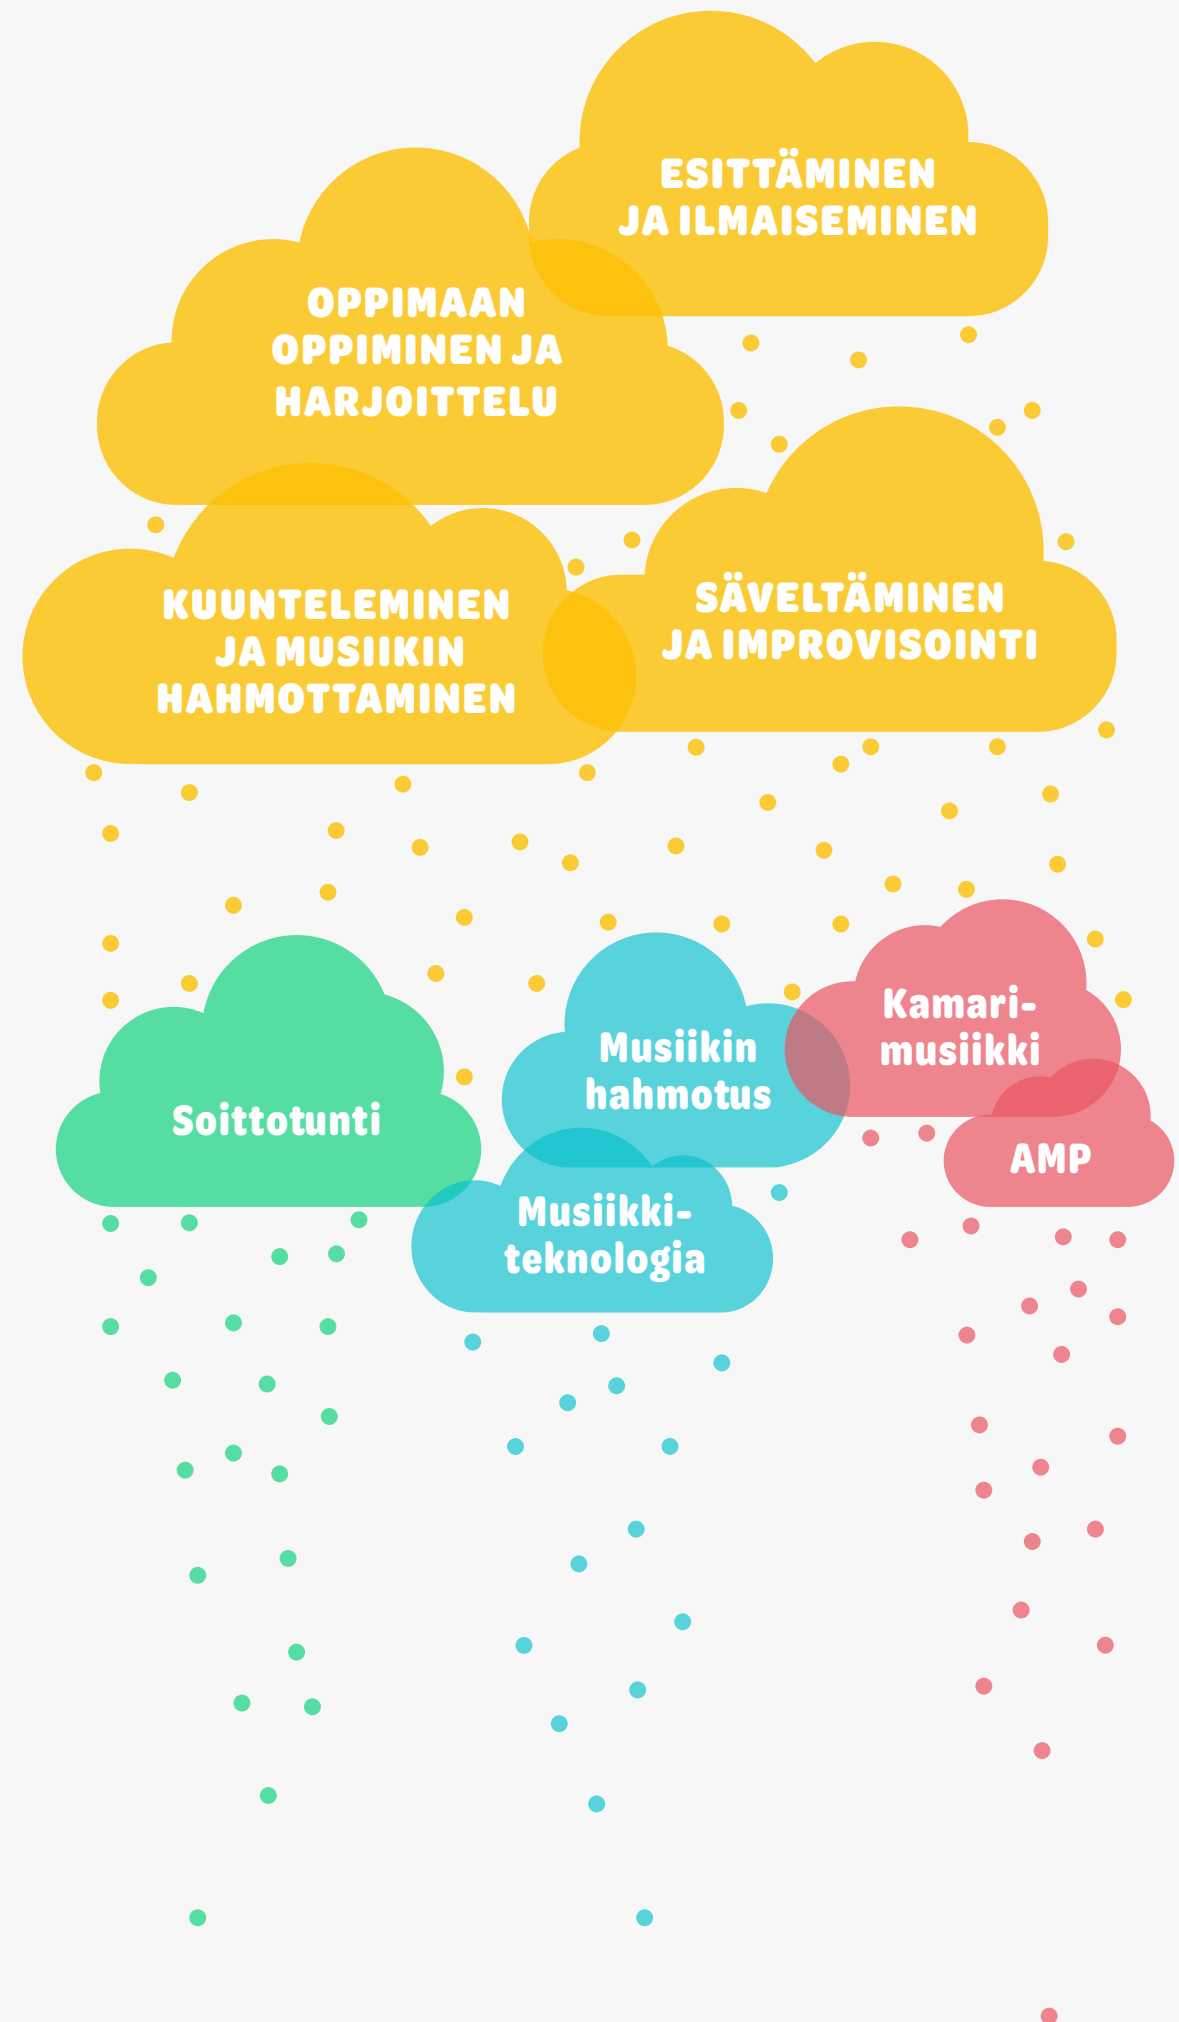 ESITTÄMINEN
JA ILMAISEMINEN
OPPIMAAN
OPPIMINEN JA
HARJOITTELU
KUUNTELEMINEN
JA MUSIIKIN
HAHMOTTAMINEN
SÄVELTÄMINEN
JA IMPROVISOINTI
Soittotunti
Musiikin
hahmotus
Kamari-
musiikki
AMP
Musiikki-
teknologia